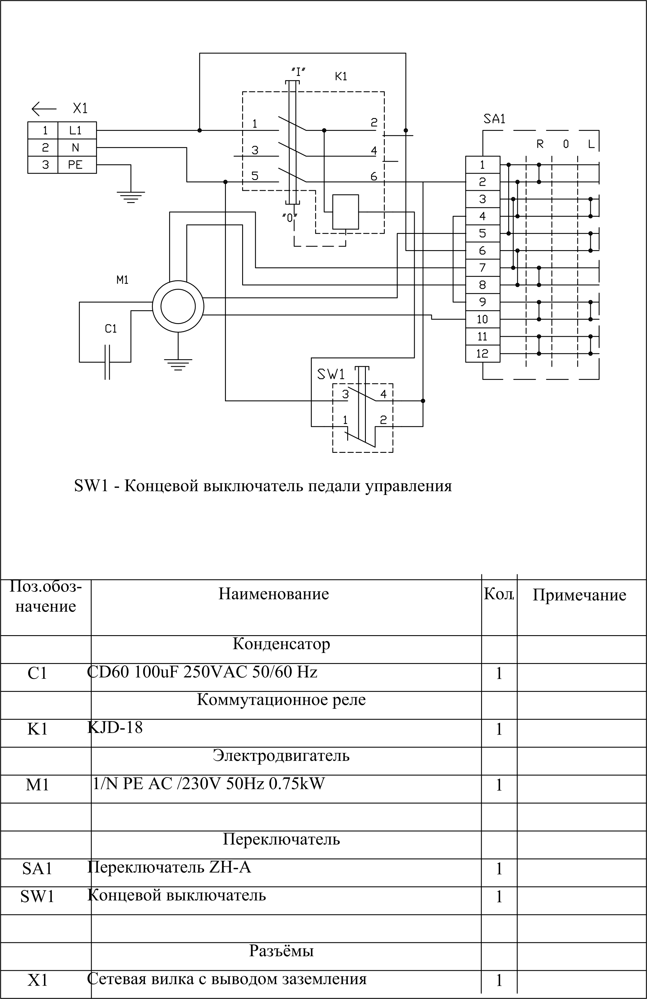 "I"
K1
X1
1 L1
2 N
3 PE
1 2
3 4
5 6
"0"
SA1
R 0 L
1
2
3
4
5
6
7
8
9
10
11
12
M1
C1
SW1
3 4
1 2
SW1 - Концевой выключатель педали управления
Поз.обоз-
начение
Наименование
Кол.
Примечание
Конденсатор
C1 CD60 100uF 250VAC 50/60 Hz 1
Коммутационное реле
K1 KJD-18 1
Электродвигатель
M1 1/N PE AC /230V 50Hz 0.75kW 1
Переключатель
SA1 Переключатель ZH-A 1
SW1 Концевой выключатель 1
Разъёмы
X1 Сетевая вилка с выводом заземления 1